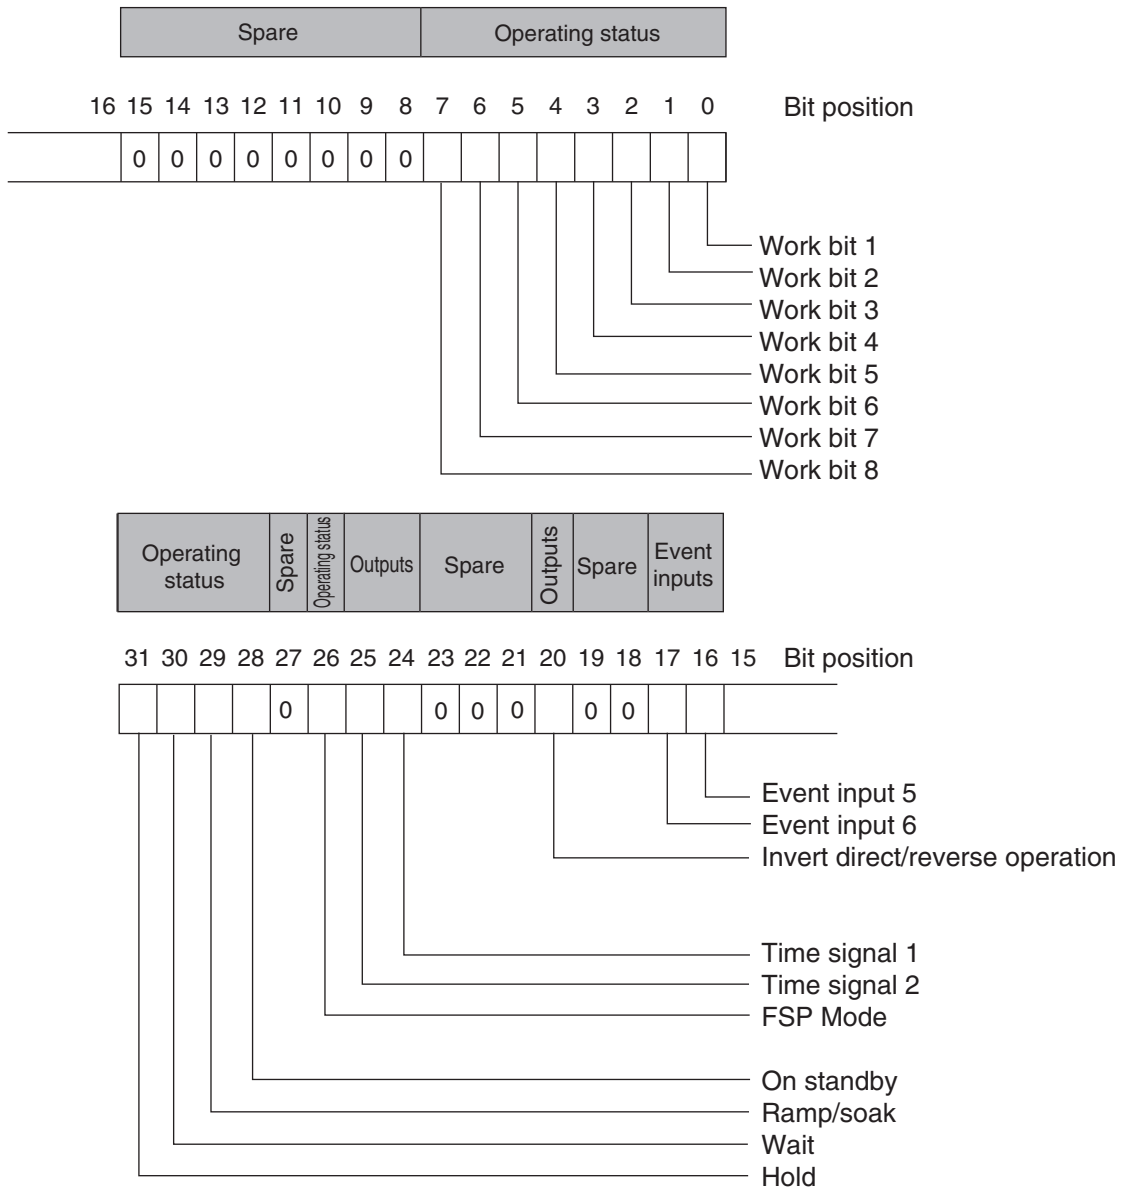 Spare Operating status
16 15 14 13 12 11 10 9 8 7 6 5 4 3 2 1 0 Bit position
0 0 0 0 0 0 0 0
Work bit 1
Work bit 2
Work bit 3
Work bit 4
Work bit 5
Work bit 6
Work bit 7
Work bit 8
Operating status Spare Operating status Outputs Spare Outputs Spare Event inputs
31 30 29 28 27 26 25 24 23 22 21 20 19 18 17 16 15 Bit position
0 0 0 0 0 0
Event input 5
Event input 6
Invert direct/reverse operation
Time signal 1
Time signal 2
FSP Mode
On standby
Ramp/soak
Wait
Hold